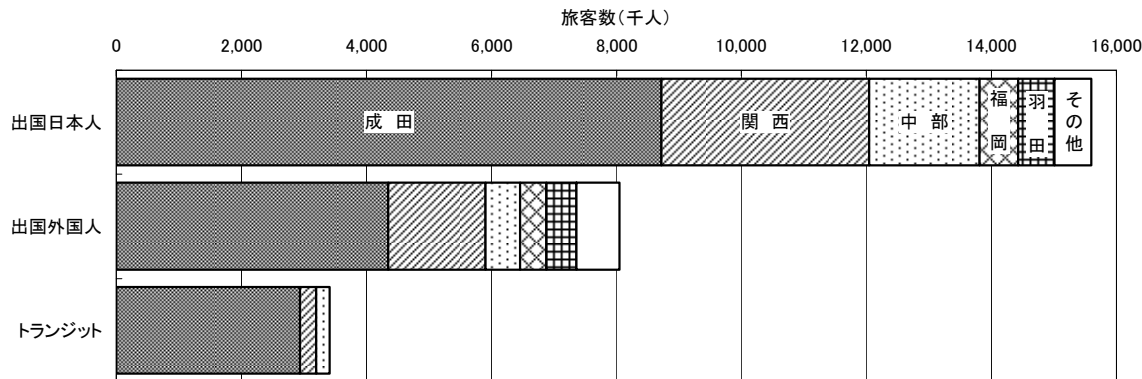 旅客数(千人)
0 2,000 4,000 6,000 8,000 10,000 12,000 14,000 16,000
出国日本人
成 田
関 西
中 部
福岡
羽田
その他
出国外国人
トランジット